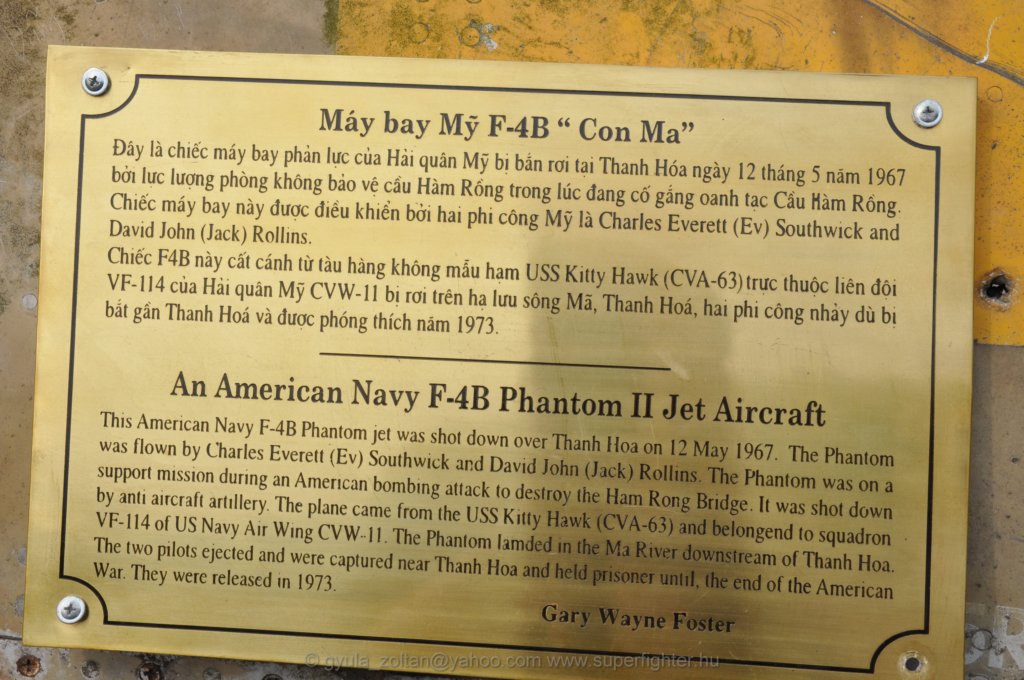 Máy bay Mỹ F-4B “ Con Ma”
Đây là chiếc máy bay phản lực của Hải quân Mỹ bị bắn rơi tại Thanh Hóa ngày 12 tháng 5 năm 1967
bởi lực lượng phòng không bảo vệ cầu Hàm Rồng trong lúc đang cố gắng oanh tạc Cầu Hàm Rồng.
Chiếc máy bay này được điều khiển bởi hai phi công Mỹ là Charles Everett (Ev) Southwick and
David John (Jack) Rollins.
Chiếc F4B này cất cánh từ tàu hàng không mẫu hạm USS Kitty Hawk (CVA-63) trực thuộc liên đội
VF-114 của Hải quân Mỹ CVW-11 bị rơi trên hạ lưu sông Mã, Thanh Hoá, hai phi công nhảy dù bị
bắt gần Thanh Hoá và được phóng thích năm 1973.
An American Navy F-4B Phantom II Jet Aircraft
This American Navy F-4B Phantom jet was shot down over Thanh Hoa on 12 May 1967. The Phantom
was flown by Charles Everett (Ev) Southwick and David John (Jack) Rollins. The Phantom was on a
support mission during an American bombing attack to destroy the Ham Rong Bridge. It was shot down
by anti aircraft artillery. The plane came from the USS Kitty Hawk (CVA-63) and belongend to squadron
VF-114 of US Navy Air Wing CVW-11. The Phantom lamded in the Ma River downstream of Thanh Hoa.
The two pilots ejected and were captured near Thanh Hoa and held prisoner until, the end of the American
War. They were released in 1973.
Gary Wayne Foster
© gyula_zoltan@yahoo.com www.superfighter.hu